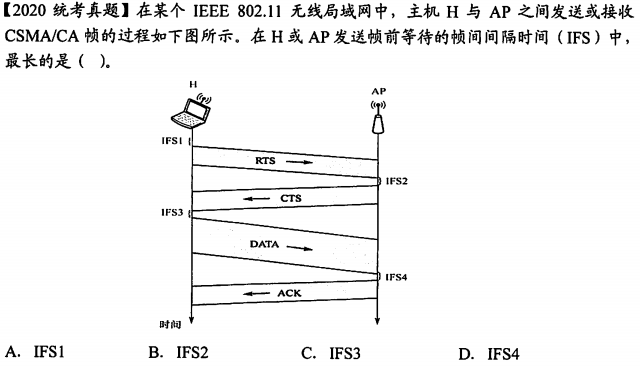 【2020 统考真题】在某个 IEEE 802.11 无线局域网中，主机 H 与 AP 之间发送或接收
CSMA/CA 帧的过程如下图所示。在 H 或 AP 发送帧前等待的帧间间隔时间（IFS）中，
最长的是（ ）。
H
AP
IFS1
RTS
IFS2
CTS
IFS3
DATA
IFS4
ACK
时间
A. IFS1 B. IFS2 C. IFS3 D. IFS4